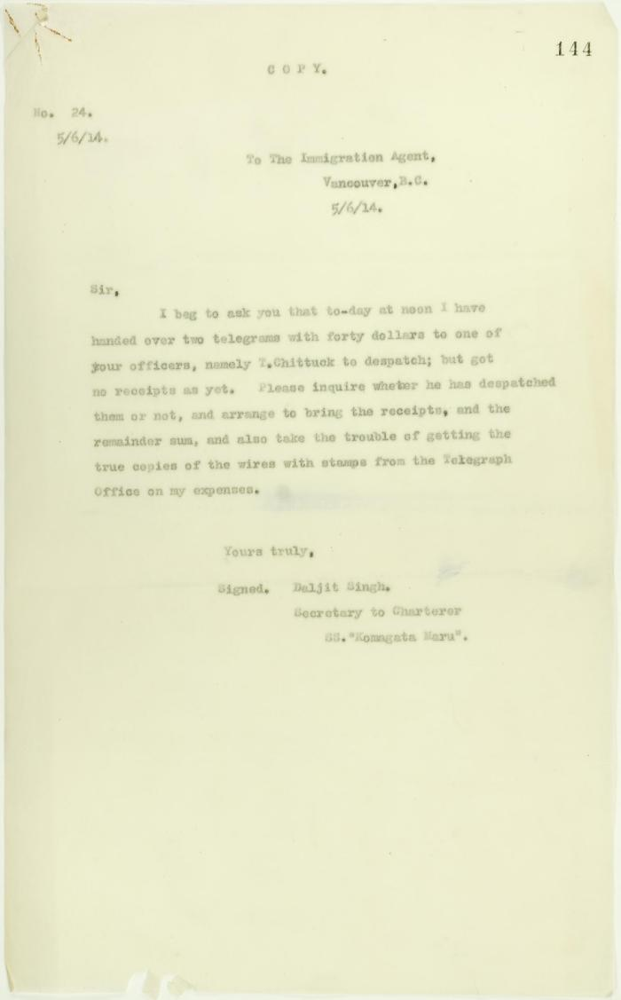 144
C O P Y.
No. 24.
5/6/14.
To The Immigration Agent,
Vancouver,B.C.
5/6/14.
Sir,
I beg to ask you that to-day at noon I have
handed over two telegrams with forty dollars to one of
your officers, namely T.Chittuck to despatch; but got
no receipts as yet. Please inquire wheter he has despatched
them or not, and arrange to bring the receipts, and the
remainder sum, and also take the trouble of getting the
true copies of the wires with stamps from the Telegraph
Office on my expenses.
Yours truly,
Signed. Daljit Singh.
Secretary to Charterer
SS."Komagata Maru".